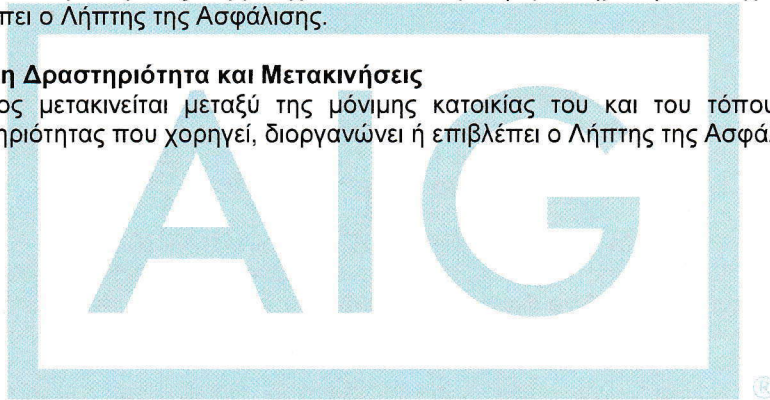 πει ο Λήπτης της Ασφάλισης.
η Δραστηριότητα και Μετακινήσεις
ος μετακινείται μεταξύ της μόνιμης κατοικίας του και του τόπου
ηριότητας που χορηγεί, διοργανώνει ή επιβλέπει ο Λήπτης της Ασφά
AIG
®